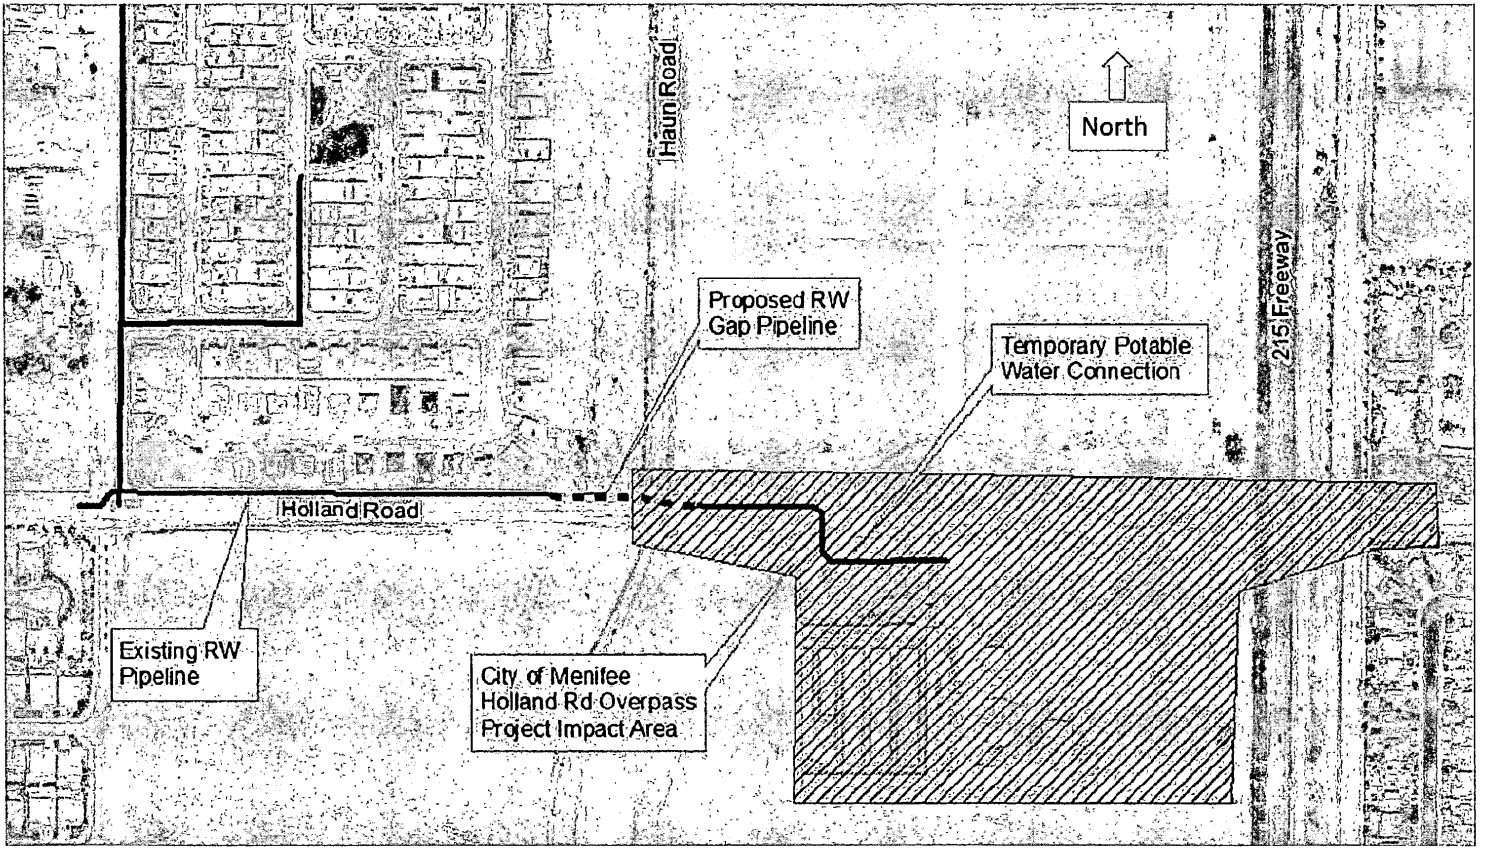 Haun Road
North
215 Freeway
Proposed RW
Gap Pipeline
Temporary Potable
Water Connection
Holland Road
Existing RW
Pipeline
City of Menifee
Holland Rd Overpass
Project Impact Area